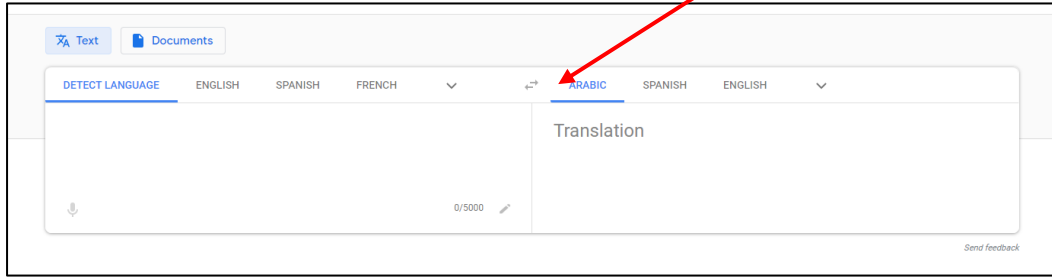 Text Documents
DETECT LANGUAGE ENGLISH SPANISH FRENCH ARABIC SPANISH ENGLISH
Translation
0/5000
Send feedback